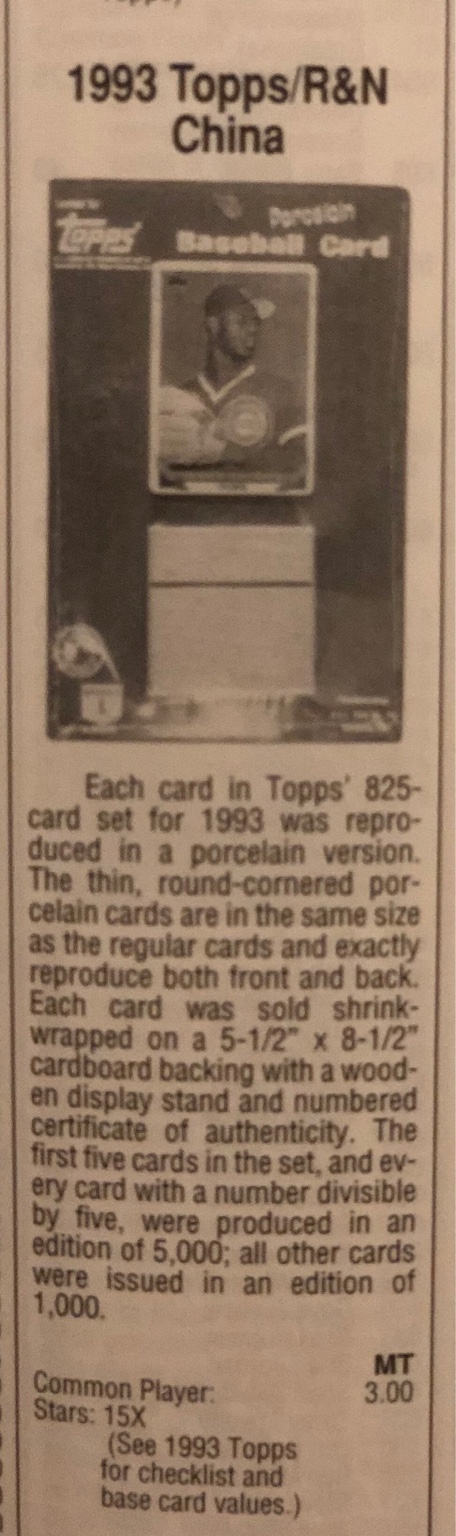 1993 Topps/R&N
China
Topps
Porcelain
Baseball Card
Each card in Topps' 825-
card set for 1993 was repro-
duced in a porcelain version.
The thin, round-cornered por-
celain cards are in the same size
as the regular cards and exactly
reproduce both front and back.
Each card was sold shrink-
wrapped on a 5-1/2" x 8-1/2"
cardboard backing with a wood-
en display stand and numbered
certificate of authenticity. The
first five cards in the set, and ev-
ery card with a number divisible
by five, were produced in an
edition of 5,000; all other cards
were issued in an edition of
1,000.
MT
Common Player: 3.00
Stars: 15X
(See 1993 Topps
for checklist and
base card values.)